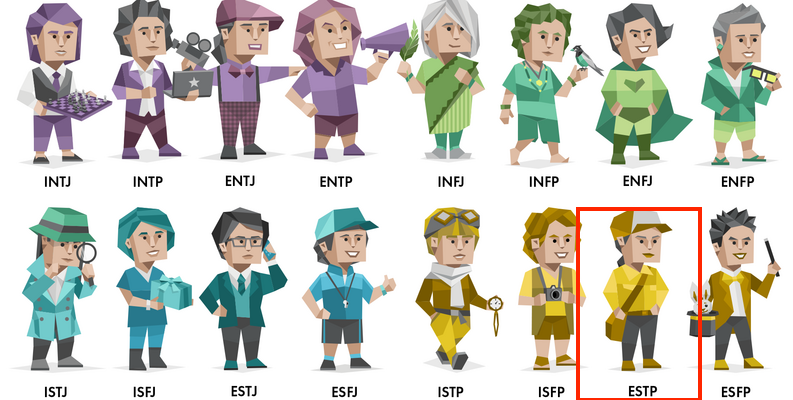 INTJ
INTP
ENTJ
ENTP
INFJ
INFP
ENFJ
ENFP
ISTJ
ISFJ
ESTJ
ESFJ
ISTP
ISFP
ESTP
ESFP